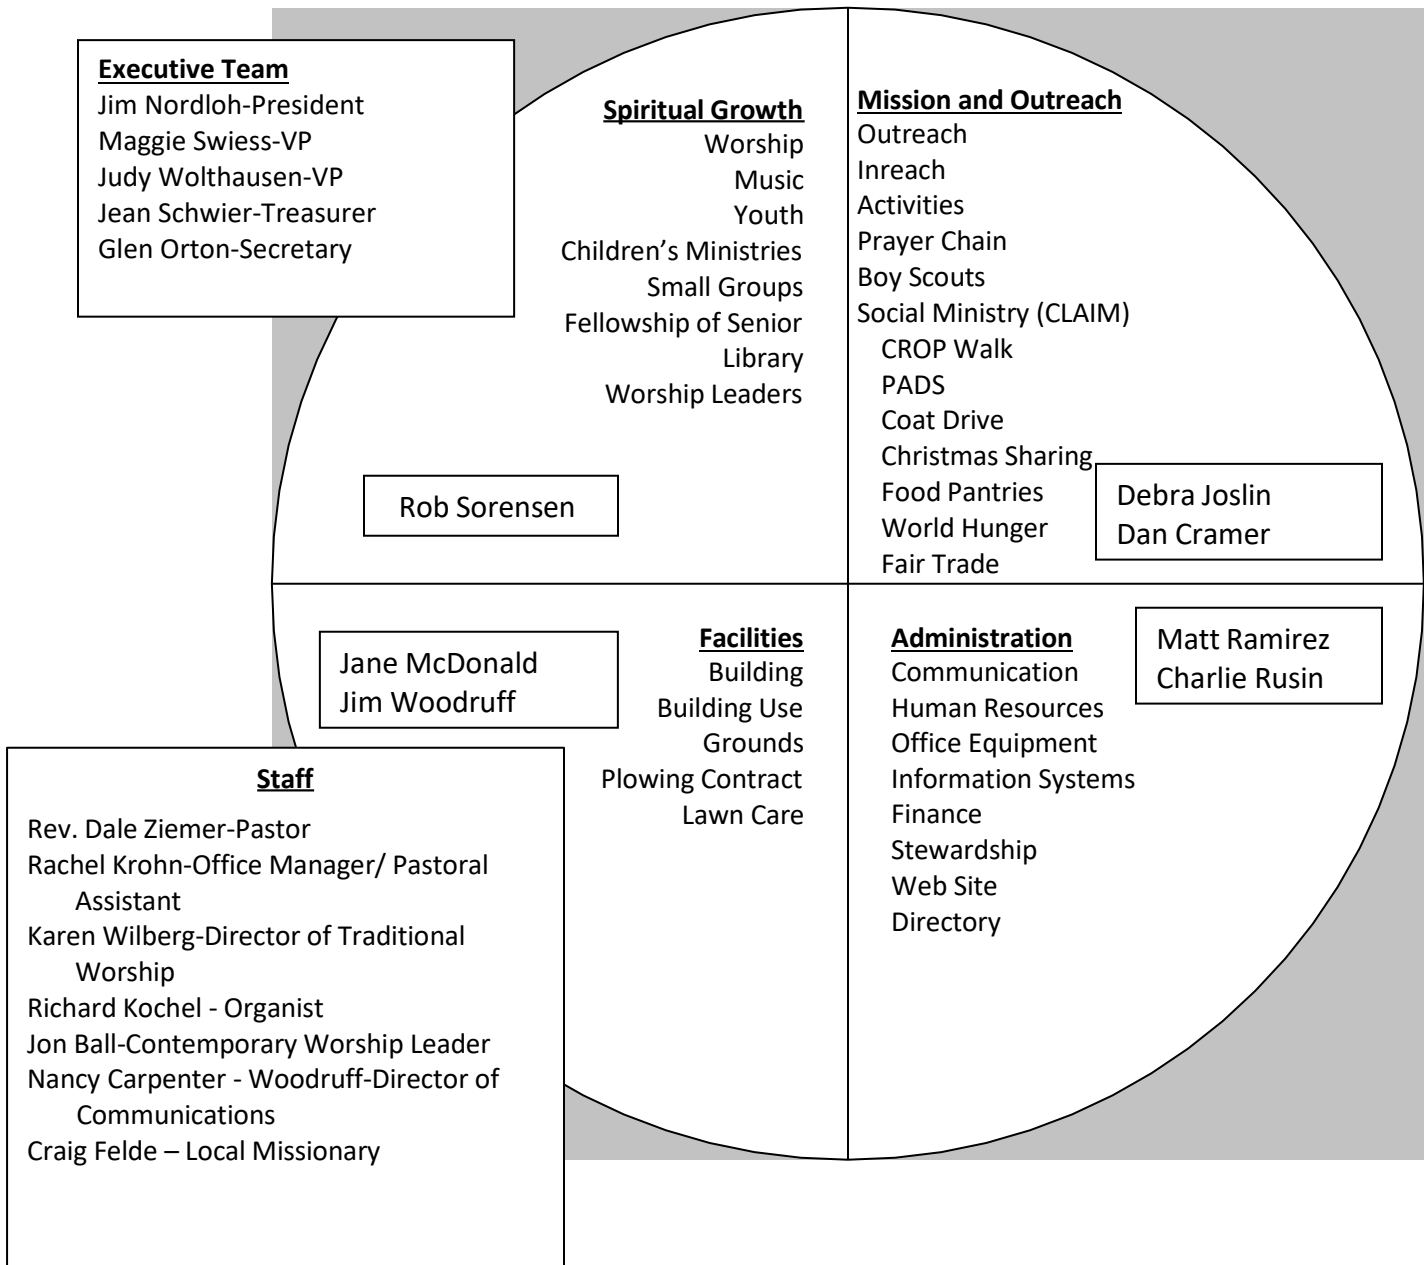 Executive Team
Jim Nordloh-President
Maggie Swiess-VP
Judy Wolthausen-VP
Jean Schwier-Treasurer
Glen Orton-Secretary
Spiritual Growth
Worship
Music
Youth
Children’s Ministries
Small Groups
Fellowship of Senior
Library
Worship Leaders
Rob Sorensen
Mission and Outreach
Outreach
Inreach
Activities
Prayer Chain
Boy Scouts
Social Ministry (CLAIM)
CROP Walk
PADS
Coat Drive
Christmas Sharing
Food Pantries
World Hunger
Fair Trade
Debra Joslin
Dan Cramer
Jane McDonald
Jim Woodruff
Facilities
Building
Building Use
Grounds
Plowing Contract
Lawn Care
Administration
Communication
Human Resources
Office Equipment
Information Systems
Finance
Stewardship
Web Site
Directory
Matt Ramirez
Charlie Rusin
Staff
Rev. Dale Ziemer-Pastor
Rachel Krohn-Office Manager/ Pastoral
Assistant
Karen Wilberg-Director of Traditional
Worship
Richard Kochel - Organist
Jon Ball-Contemporary Worship Leader
Nancy Carpenter - Woodruff-Director of
Communications
Craig Felde – Local Missionary